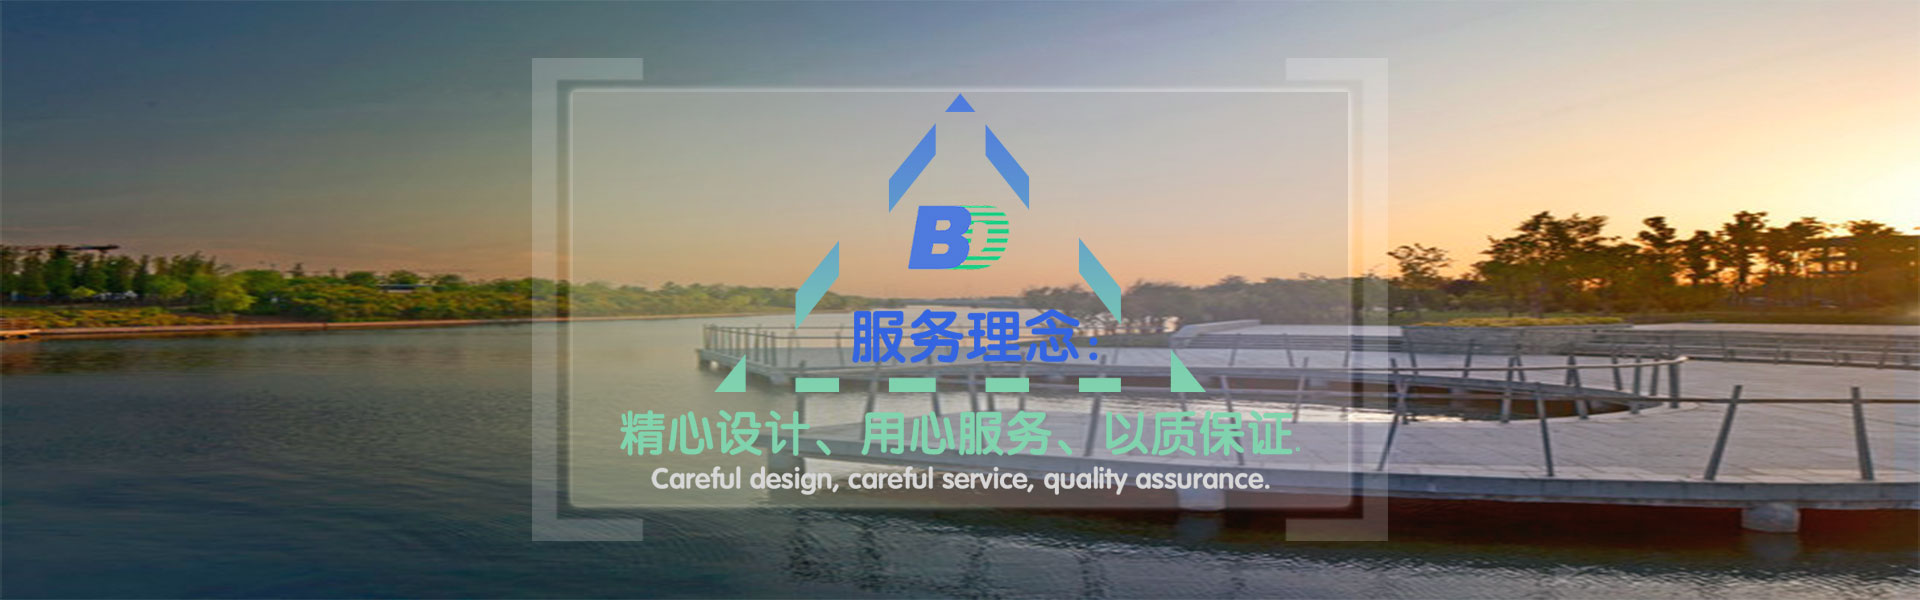 BD
服务理念:
精心设计、用心服务、以质保证.
Careful design, careful service, quality assurance.